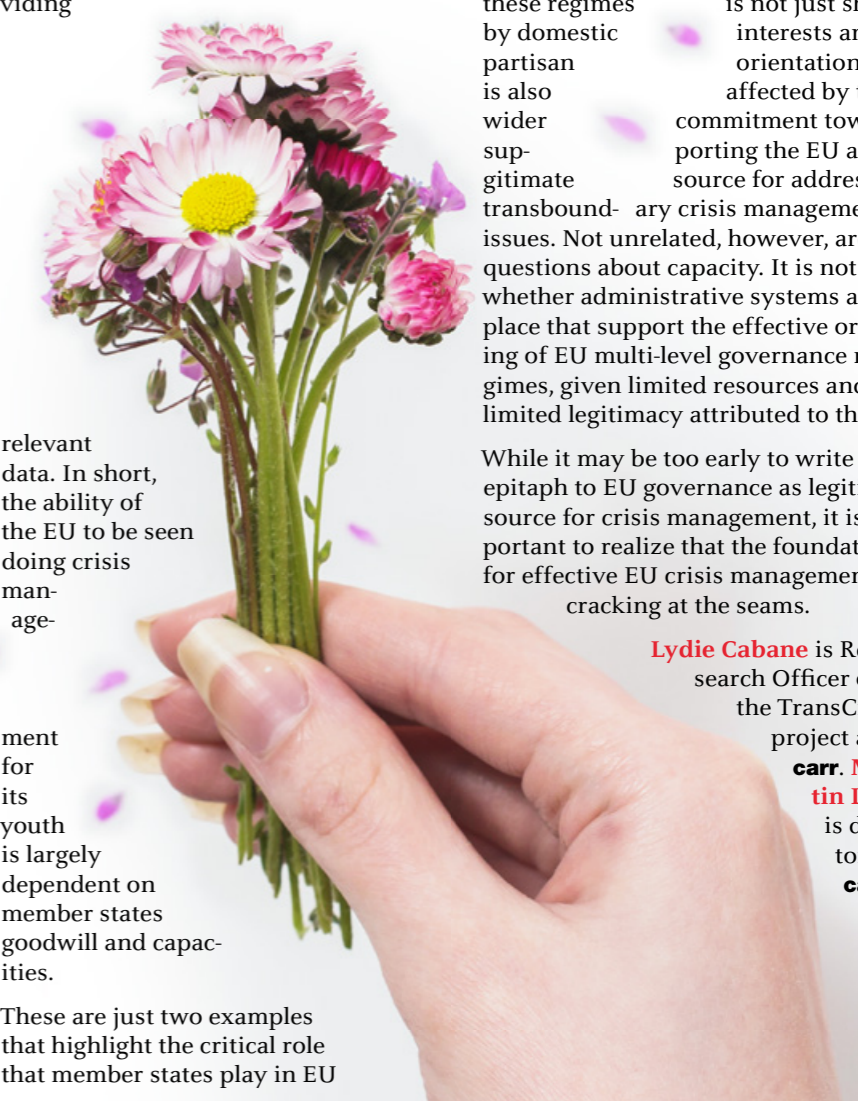 viding
relevant
data. In short,
the ability of
the EU to be seen
doing crisis
man-
age-
ment
for
its
youth
is largely
dependent on
member states
goodwill and capac-
ities.
These are just two examples
that highlight the critical role
that member states play in EU
these regimes is not just sh
by domestic interests ar
partisan orientation
is also affected by
wider commitment tow
sup- porting the EU a
gitimate source for addres
transbound- ary crisis manageme
issues. Not unrelated, however, ar
questions about capacity. It is not
whether administrative systems a
place that support the effective or
ing of EU multi-level governance r
gimes, given limited resources and
limited legitimacy attributed to th
While it may be too early to write
epitaph to EU governance as legit
source for crisis management, it is
portant to realize that the foundat
for effective EU crisis managemen
cracking at the seams.
Lydie Cabane is Re
search Officer
the TransC
project a
carr. M
tin L
is d
to
ca